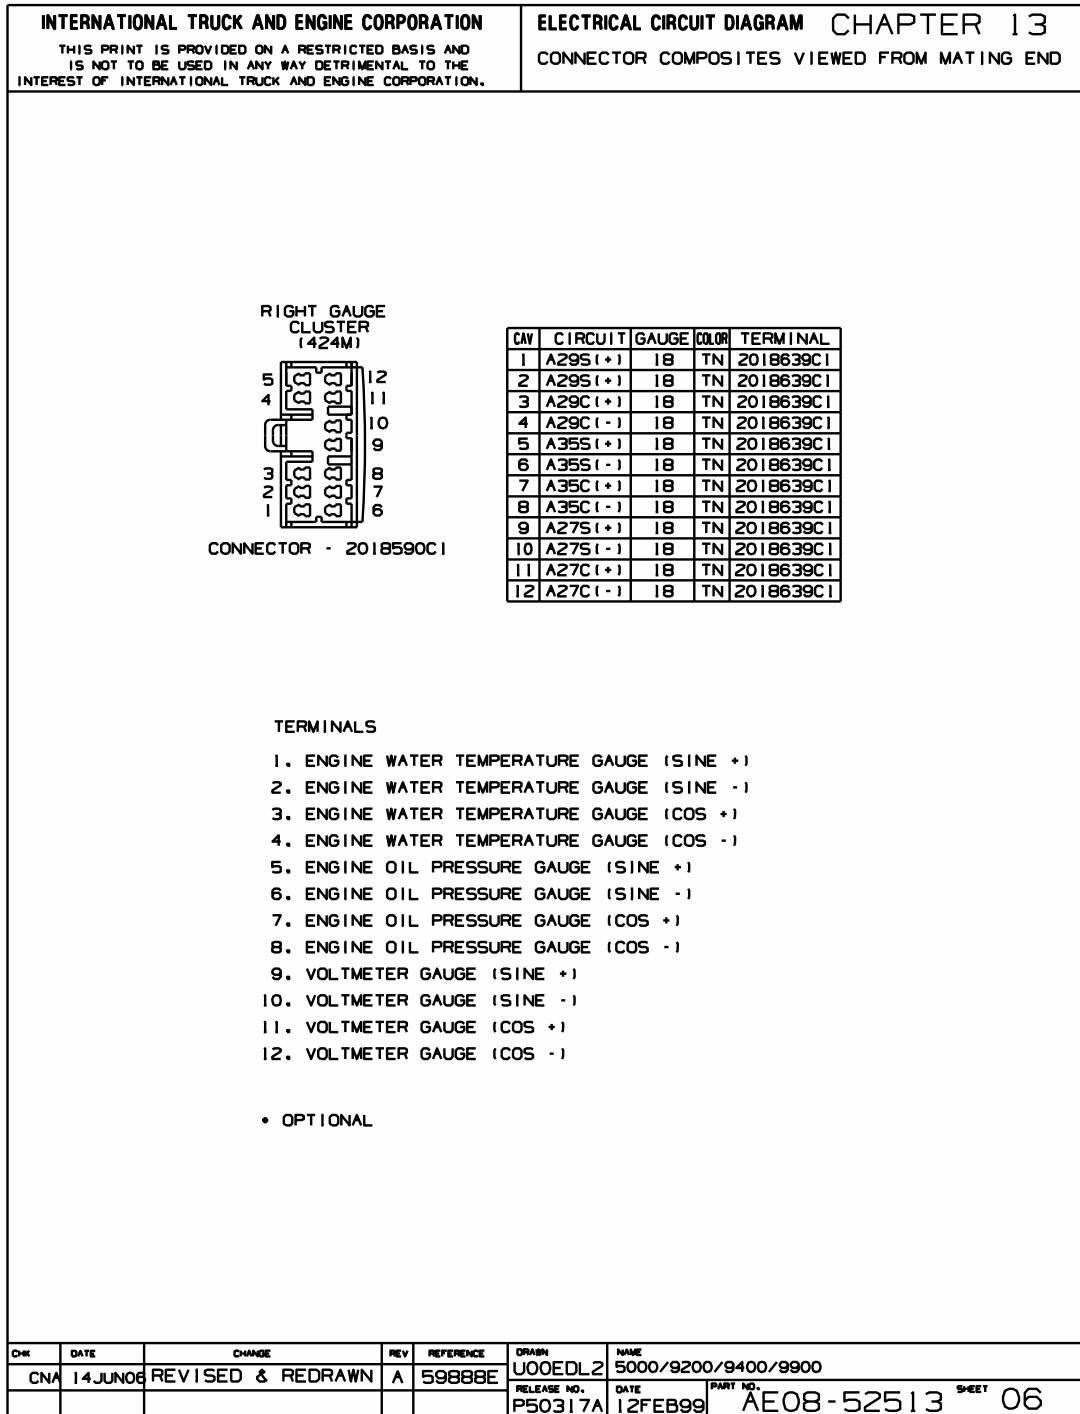 INTERNATIONAL TRUCK AND ENGINE CORPORATION
THIS PRINT IS PROVIDED ON A RESTRICTED BASIS AND
IS NOT TO BE USED IN ANY WAY DETRIMENTAL TO THE
INTEREST OF INTERNATIONAL TRUCK AND ENGINE CORPORATION.
ELECTRICAL CIRCUIT DIAGRAM CHAPTER 13
CONNECTOR COMPOSITES VIEWED FROM MATING END
RIGHT GAUGE
CLUSTER
(424M)
5 12
4 11
10
9
3 8
2 7
1 6
CONNECTOR - 2018590C1
CAV CIRCUIT GAUGE COLOR TERMINAL
1 A29S(+) 18 TN 2018639C1
2 A29S(+) 18 TN 2018639C1
3 A29C(+) 18 TN 2018639C1
4 A29C(-) 18 TN 2018639C1
5 A35S(+) 18 TN 2018639C1
6 A35S(-) 18 TN 2018639C1
7 A35C(+) 18 TN 2018639C1
8 A35C(-) 18 TN 2018639C1
9 A27S(+) 18 TN 2018639C1
10 A27S(-) 18 TN 2018639C1
11 A27C(+) 18 TN 2018639C1
12 A27C(-) 18 TN 2018639C1
TERMINALS
1. ENGINE WATER TEMPERATURE GAUGE (SINE +)
2. ENGINE WATER TEMPERATURE GAUGE (SINE -)
3. ENGINE WATER TEMPERATURE GAUGE (COS +)
4. ENGINE WATER TEMPERATURE GAUGE (COS -)
5. ENGINE OIL PRESSURE GAUGE (SINE +)
6. ENGINE OIL PRESSURE GAUGE (SINE -)
7. ENGINE OIL PRESSURE GAUGE (COS +)
8. ENGINE OIL PRESSURE GAUGE (COS -)
9. VOLTMETER GAUGE (SINE +)
10. VOLTMETER GAUGE (SINE -)
11. VOLTMETER GAUGE (COS +)
12. VOLTMETER GAUGE (COS -)
• OPTIONAL
CHK DATE CHANGE REV REFERENCE
CNA 14JUN06 REVISED & REDRAWN A 59888E
DRAWN
U00EDL2
NAME
5000/9200/9400/9900
RELEASE NO.
P50317A
DATE
12FEB99
PART NO.
AE08-52513
SHEET 06